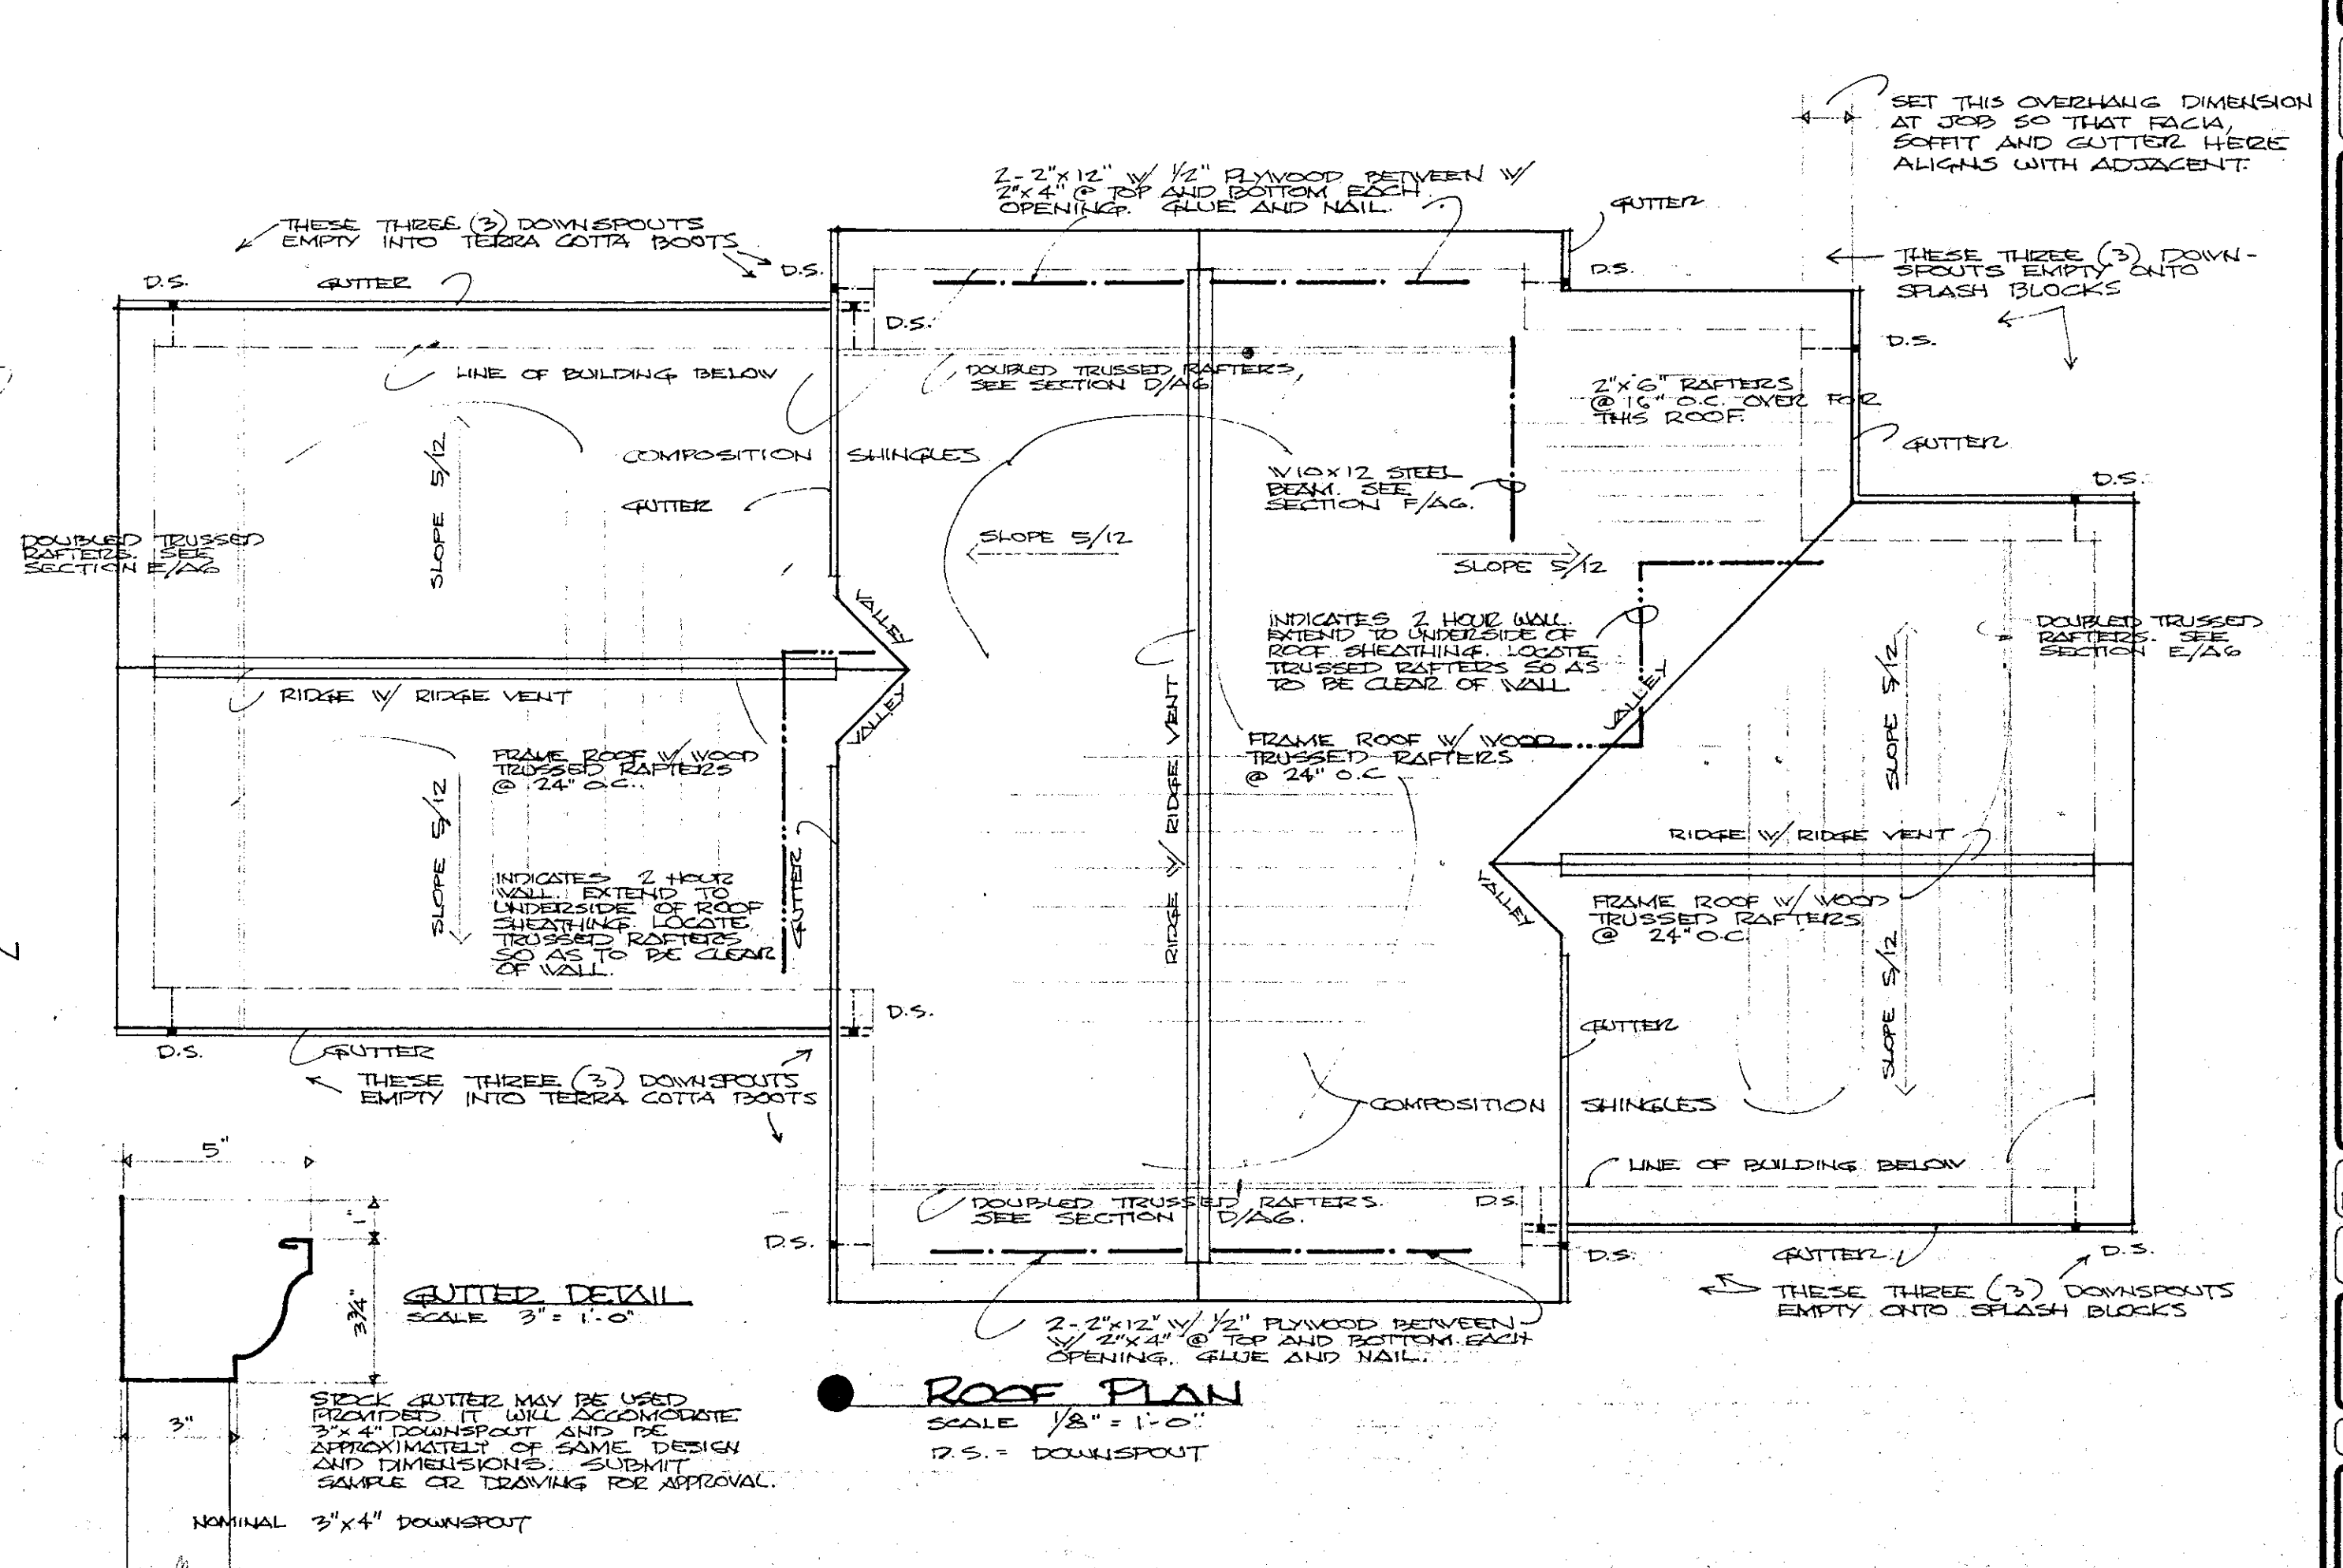 SET THIS OVERHANG DIMENSION
AT JOB SO THAT FACIA,
SOFFIT AND GUTTER HERE
ALIGNS WITH ADJACENT.
2-2"x12" W/ 1/2" PLYWOOD BETWEEN W/
2"x4" @ TOP AND BOTTOM EACH
OPENING. GLUE AND NAIL.
GUTTER
THESE THREE (3) DOWNSPOUTS
EMPTY INTO TERRA COTTA BOOTS
D.S.
GUTTER
D.S.
D.S.
D.S.
THESE THREE (3) DOWN-
SPOUTS EMPTY ONTO
SPLASH BLOCKS
D.S.
LINE OF BUILDING BELOW
DOUBLED TRUSSED RAFTERS,
SEE SECTION D/A6
2"x6" RAFTERS
@ 16" O.C. OVER FOR
THIS ROOF.
GUTTER
COMPOSITION SHINGLES
SLOPE 5/12
GUTTER
W10x12 STEEL
BEAM. SEE
SECTION F/A6.
D.S.
DOUBLED TRUSSED
RAFTERS. SEE
SECTION E/A6
SLOPE 5/12
SLOPE 5/12
VALLEY
INDICATES 2 HOUR WALL.
EXTEND TO UNDERSIDE OF
ROOF SHEATHING. LOCATE
TRUSSED RAFTERS SO AS
TO BE CLEAR OF WALL
DOUBLED TRUSSED
RAFTERS. SEE
SECTION E/A6
SLOPE 5/12
VALLEY
RIDGE W/ RIDGE VENT
VALLEY
RIDGE W/ RIDGE VENT
FRAME ROOF W/ WOOD
TRUSSED RAFTERS
@ 24" O.C.
FRAME ROOF W/ WOOD
TRUSSED RAFTERS
@ 24" O.C.
SLOPE 5/12
GUTTER
INDICATES 2 HOUR
WALL. EXTEND TO
UNDERSIDE OF ROOF
SHEATHING. LOCATE
TRUSSED RAFTERS
SO AS TO BE CLEAR
OF WALL.
RIDGE W/ RIDGE VENT
VALLEY
FRAME ROOF W/ WOOD
TRUSSED RAFTERS
@ 24" O.C.
SLOPE 5/12
D.S.
GUTTER
D.S.
GUTTER
THESE THREE (3) DOWNSPOUTS
EMPTY INTO TERRA COTTA BOOTS
COMPOSITION SHINGLES
LINE OF BUILDING BELOW
DOUBLED TRUSSED RAFTERS.
SEE SECTION D/A6.
D.S.
D.S.
D.S.
GUTTER
D.S.
THESE THREE (3) DOWNSPOUTS
EMPTY ONTO SPLASH BLOCKS
2-2"x12" W/ 1/2" PLYWOOD BETWEEN
W/ 2"x4" @ TOP AND BOTTOM EACH
OPENING. GLUE AND NAIL.
5"
1"
3 3/4"
GUTTER DETAIL
SCALE 3" = 1'-0"
3"
STOCK GUTTER MAY BE USED
PROVIDED IT WILL ACCOMODATE
3"x4" DOWNSPOUT AND BE
APPROXIMATELY OF SAME DESIGN
AND DIMENSIONS. SUBMIT
SAMPLE OR DRAWING FOR APPROVAL.
NOMINAL 3"x4" DOWNSPOUT
ROOF PLAN
SCALE 1/8" = 1'-0"
D.S. = DOWNSPOUT